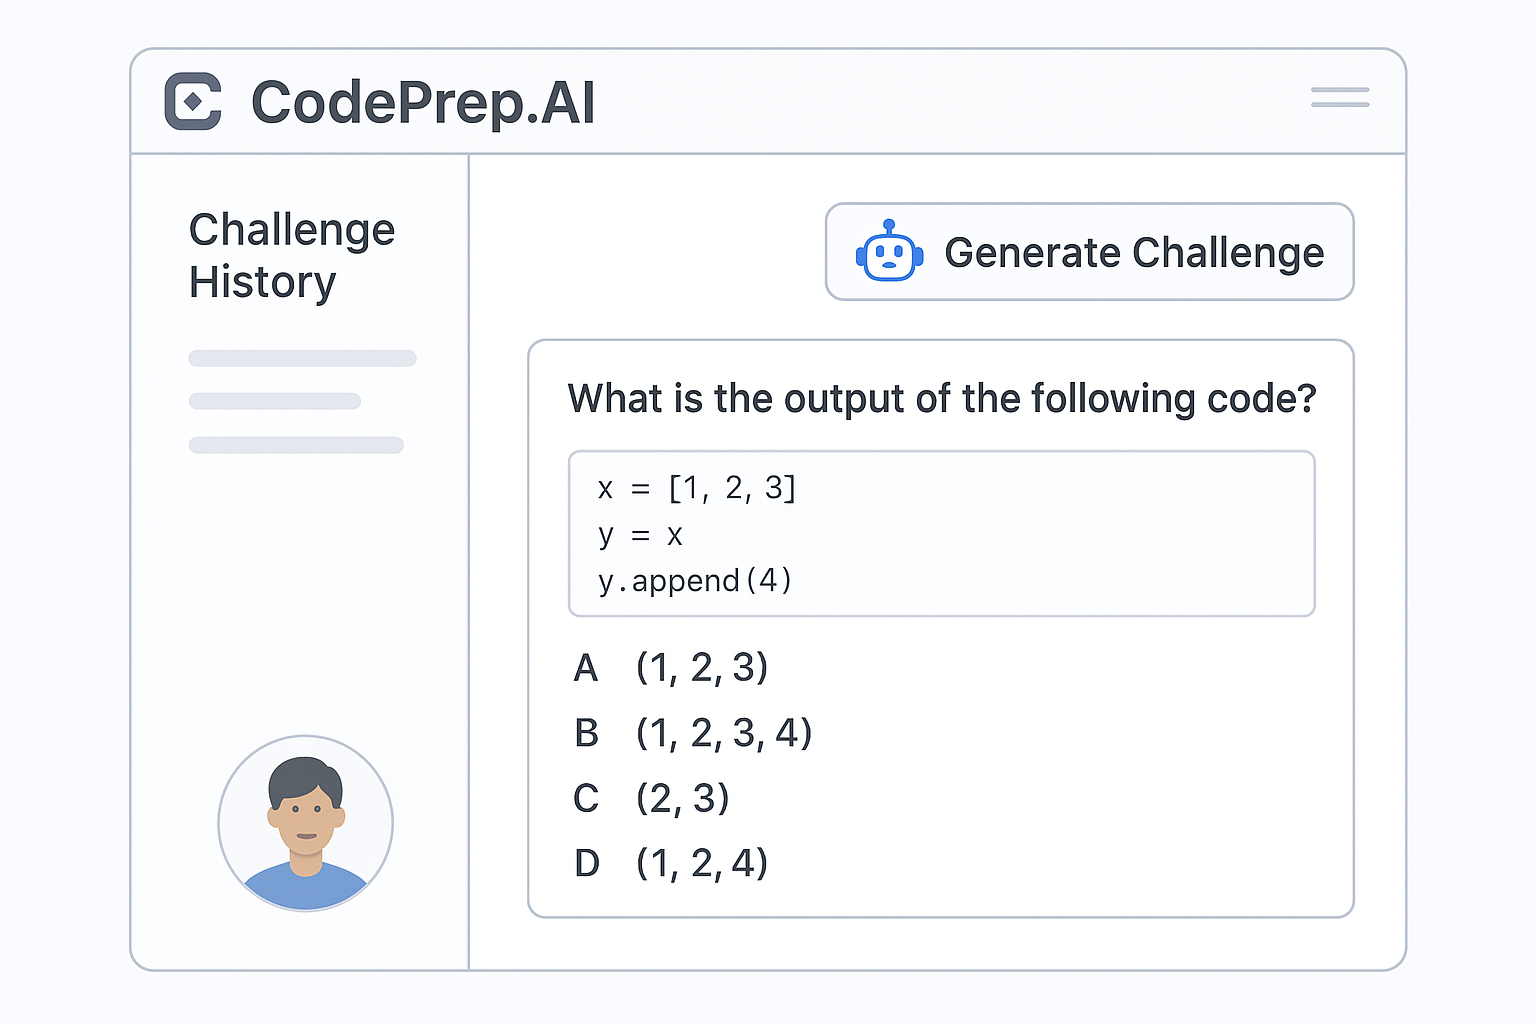 CodePrep.AI
Challenge
History
Generate Challenge
What is the output of the following code?
x = [1, 2, 3]
y = x
y.append(4)
A (1, 2, 3)
B (1, 2, 3, 4)
C (2, 3)
D (1, 2, 4)